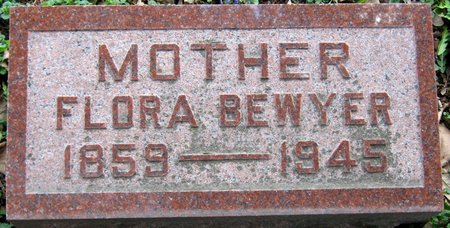 MOTHER
FLORA BEWYER
1859 — 1945